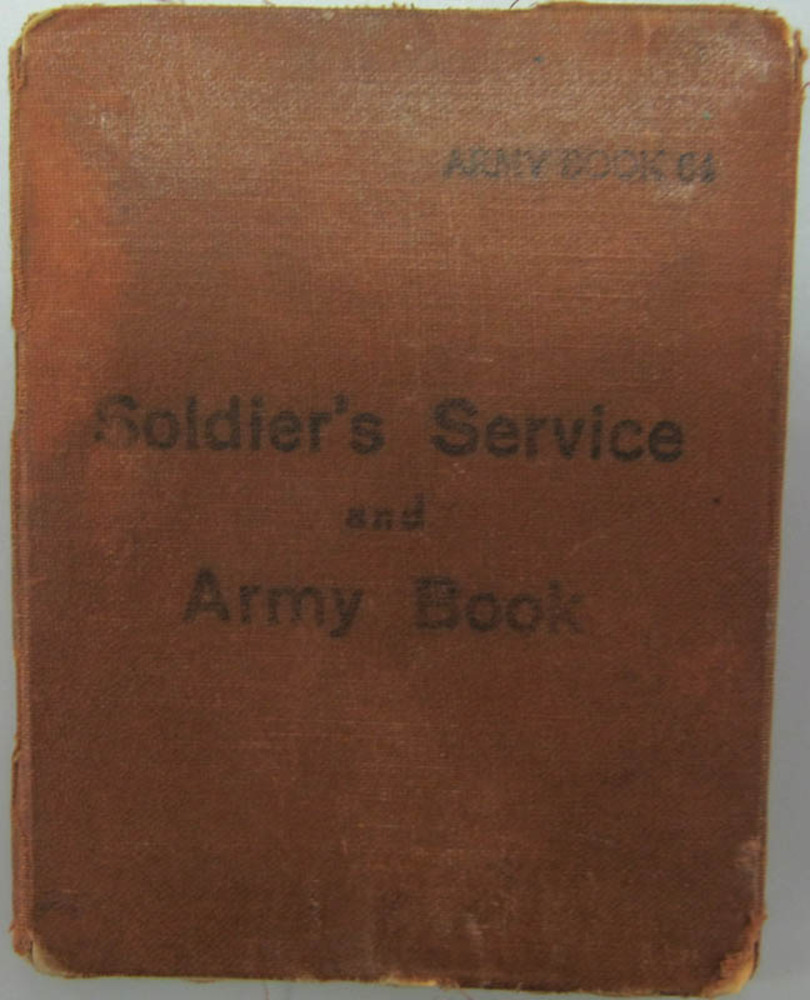 ARMY BOOK 64
Soldier's Service
and
Army Book